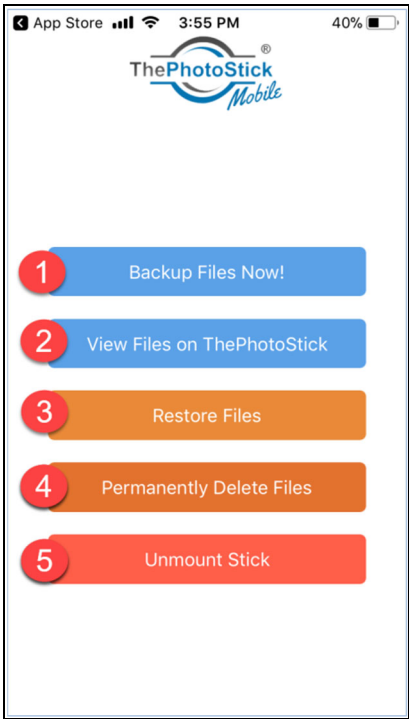 App Store 3:55 PM 40%
ThePhotoStick®
Mobile
1 Backup Files Now!
2 View Files on ThePhotoStick
3 Restore Files
4 Permanently Delete Files
5 Unmount Stick